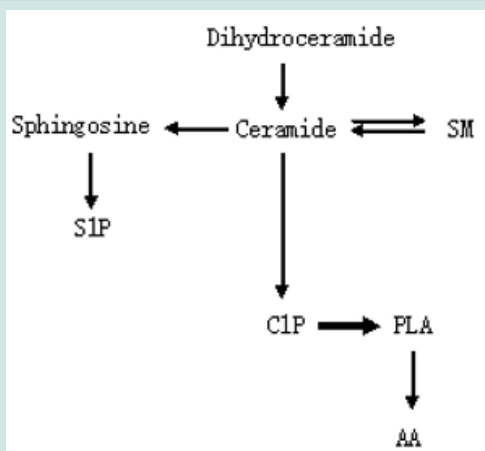 Dihydroceramide
Sphingosine Ceramide SM
S1P
C1P PLA
AA